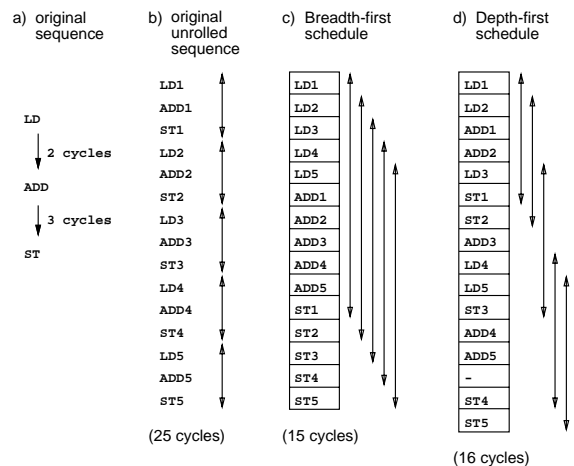 a) original
sequence
LD
2 cycles
ADD
3 cycles
ST
b) original
unrolled
sequence
LD1
ADD1
ST1
LD2
ADD2
ST2
LD3
ADD3
ST3
LD4
ADD4
ST4
LD5
ADD5
ST5
(25 cycles)
c) Breadth-first
schedule
LD1
LD2
LD3
LD4
LD5
ADD1
ADD2
ADD3
ADD4
ADD5
ST1
ST2
ST3
ST4
ST5
(15 cycles)
d) Depth-first
schedule
LD1
LD2
ADD1
ADD2
LD3
ST1
ST2
ADD3
LD4
LD5
ST3
ADD4
ADD5
-
ST4
ST5
(16 cycles)